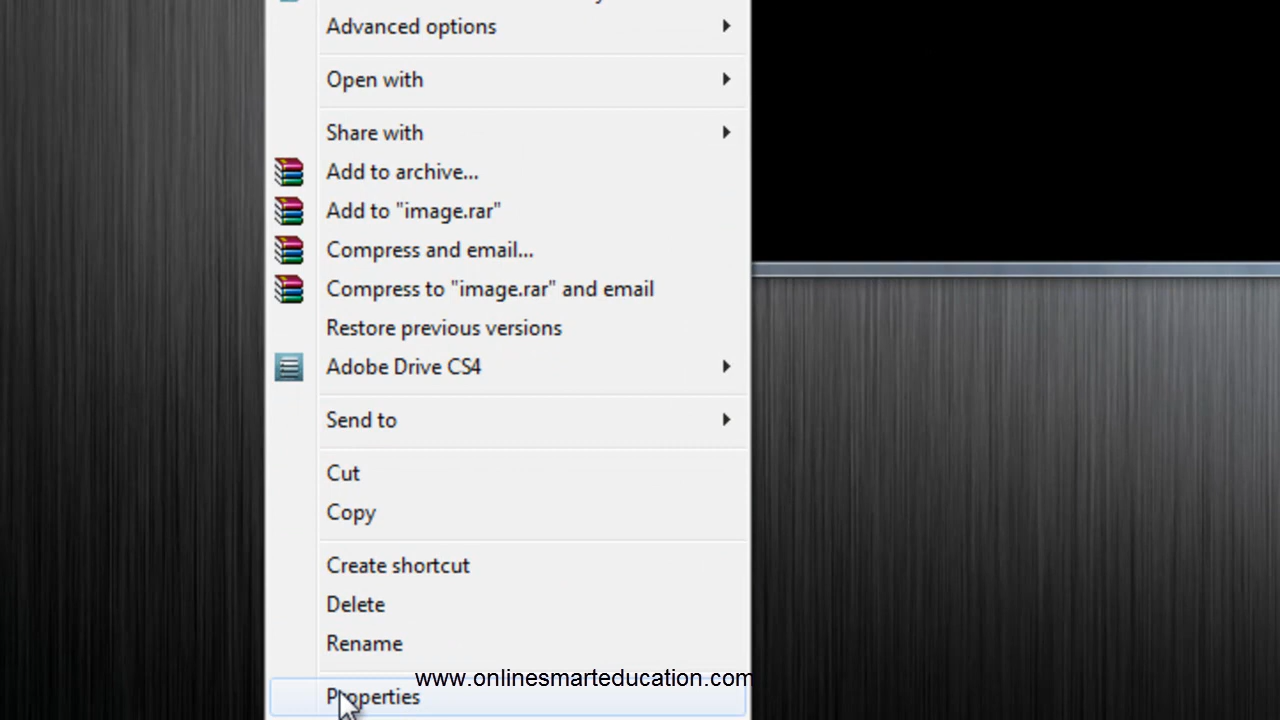 Advanced options
Open with
Share with
Add to archive...
Add to "image.rar"
Compress and email...
Compress to "image.rar" and email
Restore previous versions
Adobe Drive CS4
Send to
Cut
Copy
Create shortcut
Delete
Rename
www.onlinesmarteducation.com
Properties